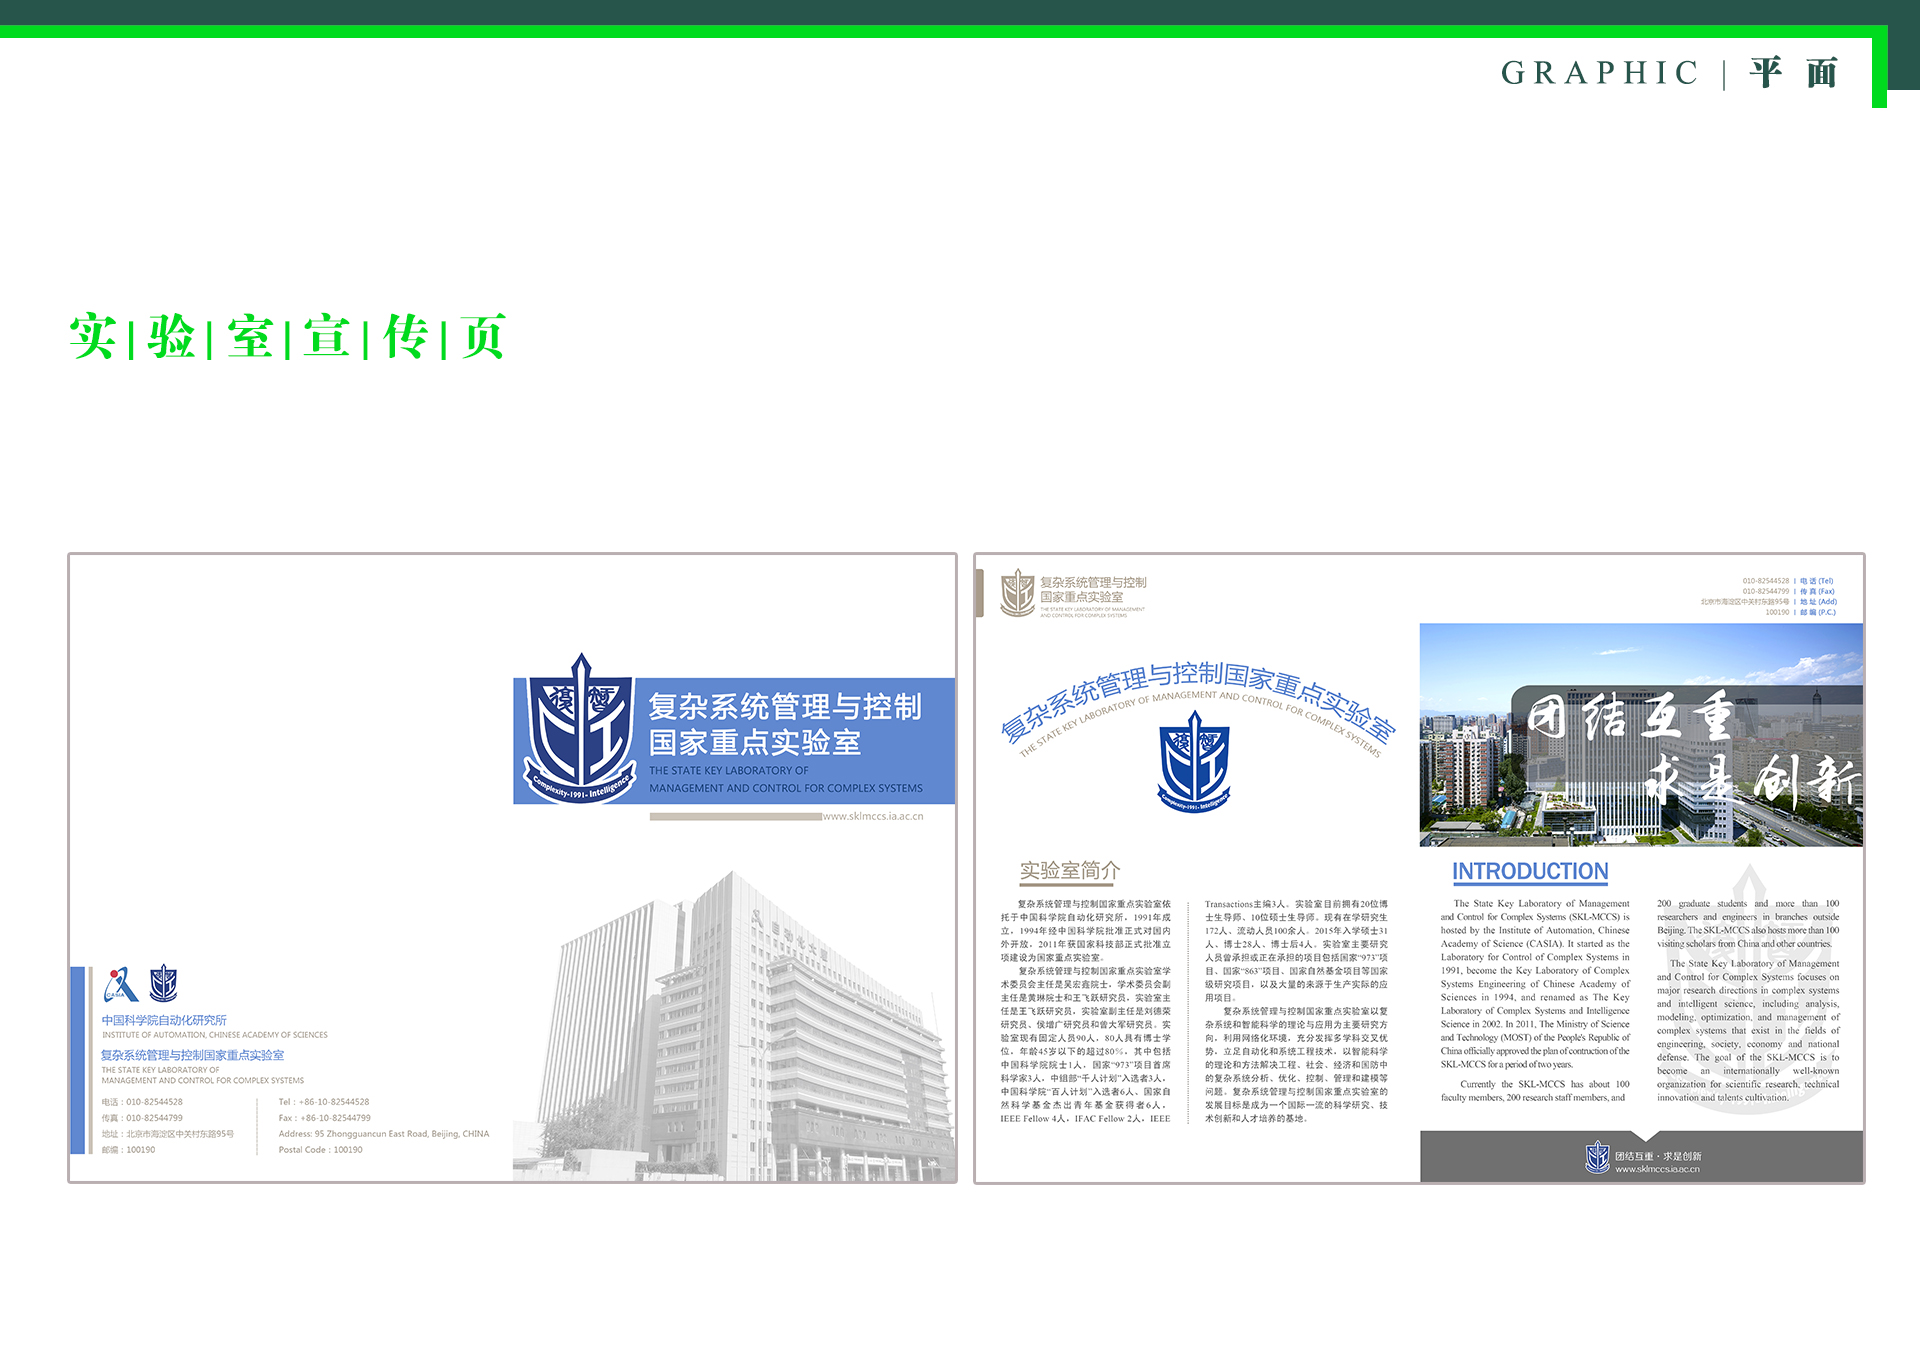 GRAPHIC | 平 面
实|验|室|宣|传|页
复杂系统管理与控制
国家重点实验室
THE STATE KEY LABORATORY OF
MANAGEMENT AND CONTROL FOR COMPLEX SYSTEMS
Complexity-1991-Intelligence
www.sklmccs.ia.ac.cn
自动化大厦
CASIA
中国科学院自动化研究所
INSTITUTE OF AUTOMATION, CHINESE ACADEMY OF SCIENCES
复杂系统管理与控制国家重点实验室
THE STATE KEY LABORATORY OF
MANAGEMENT AND CONTROL FOR COMPLEX SYSTEMS
电话：010-82544528
传真：010-82544799
地址：北京市海淀区中关村东路95号
邮编：100190
Tel：+86-10-82544528
Fax：+86-10-82544799
Address: 95 Zhongguancun East Road, Beijing, CHINA
Postal Code：100190
复杂系统管理与控制
国家重点实验室
THE STATE KEY LABORATORY OF MANAGEMENT
AND CONTROL FOR COMPLEX SYSTEMS
010-82544528 | 电 话 (Tel)
010-82544799 | 传 真 (Fax)
北京市海淀区中关村东路95号 | 地 址 (Add)
100190 | 邮 编 (P.C.)
复杂系统管理与控制国家重点实验室
THE STATE KEY LABORATORY OF MANAGEMENT AND CONTROL FOR COMPLEX SYSTEMS
Complexity-1991-Intelligence
团结互重
求是创新
实验室简介
复杂系统管理与控制国家重点实验室依
托于中国科学院自动化研究所，1991年成
立，1994年经中国科学院批准正式对国内
外开放，2011年获国家科技部正式批准立
项建设为国家重点实验室。
复杂系统管理与控制国家重点实验室学
术委员会主任是吴宏鑫院士，学术委员会副
主任是黄琳院士和王飞跃研究员，实验室主
任是王飞跃研究员，实验室副主任是刘德荣
研究员、侯增广研究员和曾大军研究员。实
验室现有固定人员90人，80人具有博士学
位，年龄45岁以下的超过80%，其中包括
中国科学院院士1人，国家“973”项目首席
科学家3人，中组部“千人计划”入选者3人，
中国科学院“百人计划”入选者6人、国家自
然科学基金杰出青年基金获得者6人，
IEEE Fellow 4人，IFAC Fellow 2人，IEEE
Transactions主编3人。实验室目前拥有20位博
士生导师、10位硕士生导师。现有在学研究生
172人、流动人员100余人。2015年入学硕士31
人、博士28人、博士后4人。实验室主要研究
人员曾承担或正在承担的项目包括国家“973”项
目、国家“863”项目、国家自然基金项目等国家
级研究项目，以及大量的来源于生产实际的应
用项目。
复杂系统管理与控制国家重点实验室以复
杂系统和智能科学的理论与应用为主要研究方
向，利用网络化环境，充分发挥多学科交叉优
势，立足自动化和系统工程技术，以智能科学
的理论和方法解决工程、社会、经济和国防中
的复杂系统分析、优化、控制、管理和建模等
问题。复杂系统管理与控制国家重点实验室的
发展目标是成为一个国际一流的科学研究、技
术创新和人才培养的基地。
INTRODUCTION
The State Key Laboratory of Management
and Control for Complex Systems (SKL-MCCS) is
hosted by the Institute of Automation, Chinese
Academy of Science (CASIA). It started as the
Laboratory for Control of Complex Systems in
1991, become the Key Laboratory of Complex
Systems Engineering of Chinese Academy of
Sciences in 1994, and renamed as The Key
Laboratory of Complex Systems and Intelligence
Science in 2002. In 2011, The Ministry of Science
and Technology (MOST) of the People's Republic of
China officially approved the plan of contruction of the
SKL-MCCS for a period of two years.
Currently the SKL-MCCS has about 100
faculty members, 200 research staff members, and
200 graduate students and more than 100
researchers and engineers in branches outside
Beijing. The SKL-MCCS also hosts more than 100
visiting scholars from China and other countries.
The State Key Laboratory of Management
and Control for Complex Systems focuses on
major research directions in complex systems
and intelligent science, including analysis,
modeling, optimization, and management of
complex systems that exist in the fields of
engineering, society, economy and national
defense. The goal of the SKL-MCCS is to
become an internationally well-known
organization for scientific research, technical
innovation and talents cultivation.
团结互重·求是创新
www.sklmccs.ia.ac.cn